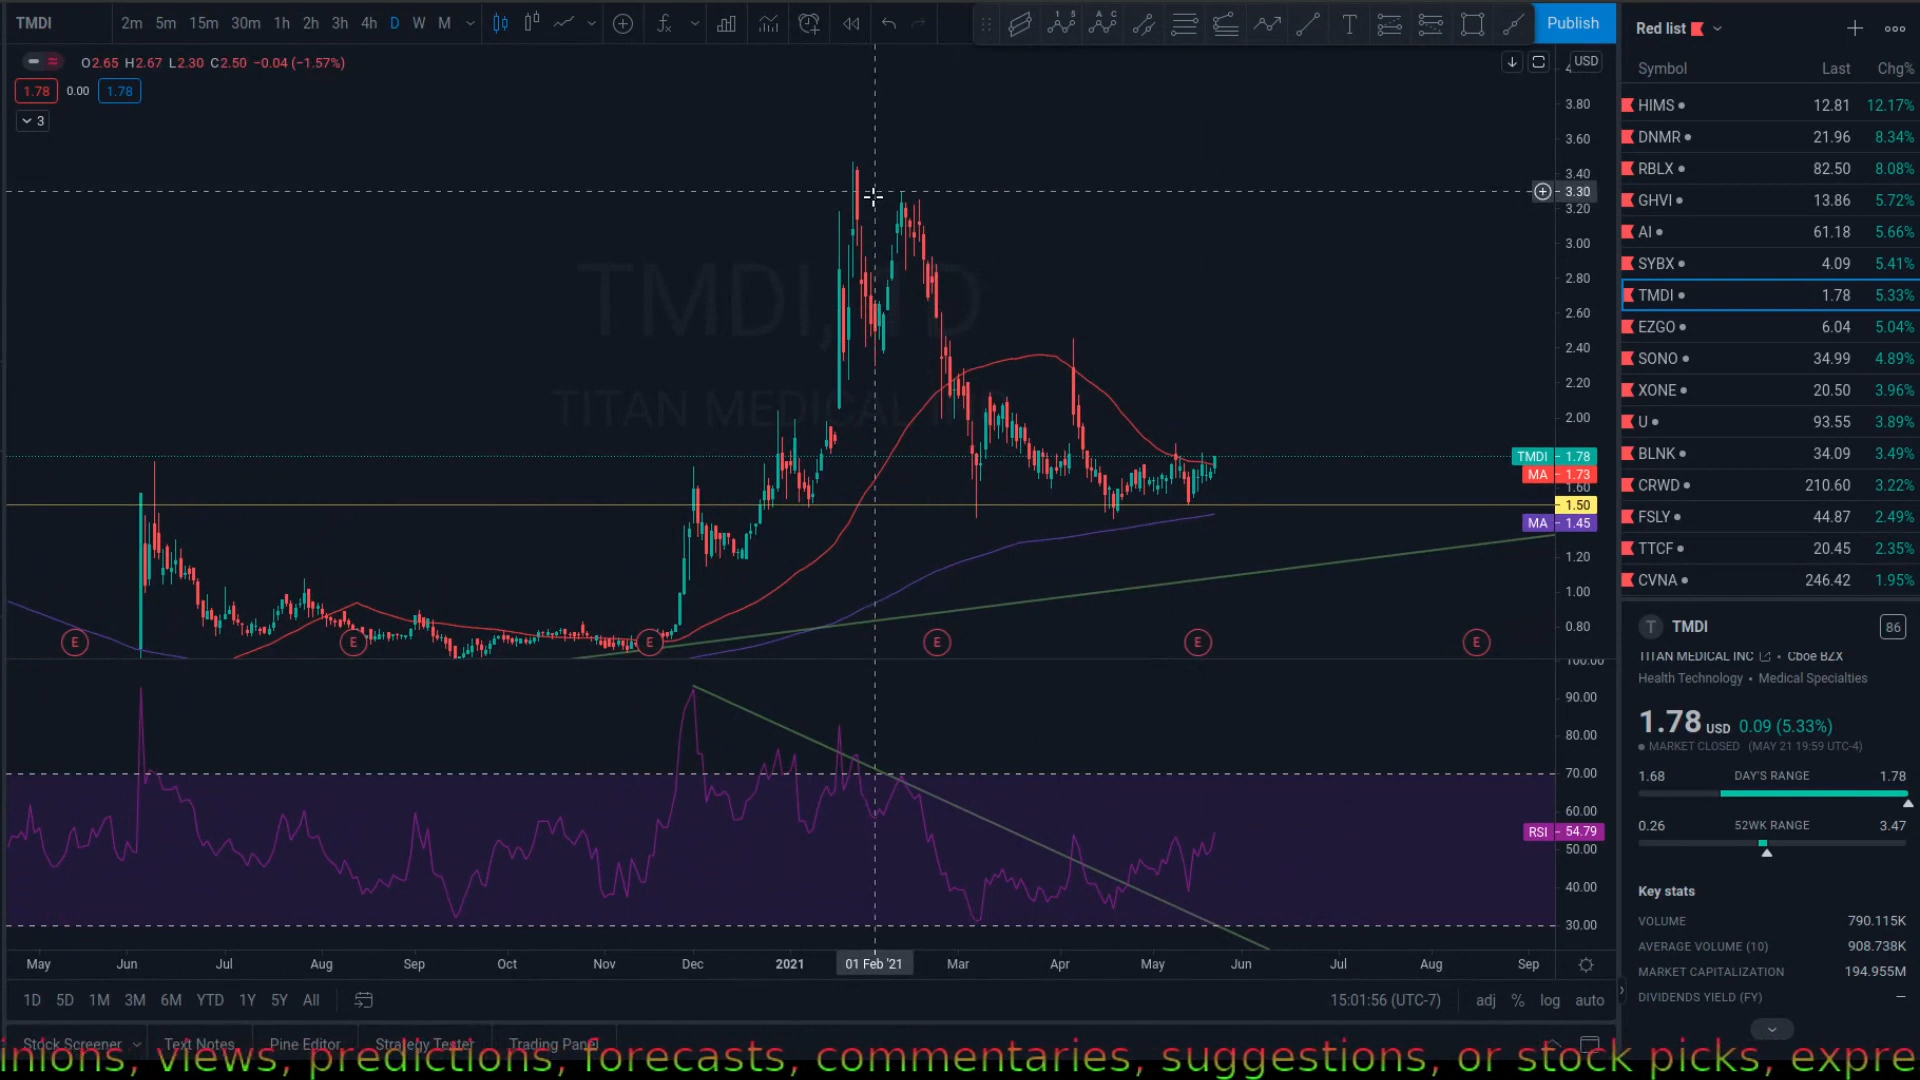 TMDI 2m 5m 15m 30m 1h 2h 3h 4h D W M Publish
O2.65 H2.67 L2.30 C2.50 −0.04 (−1.57%)
1.78 0.00 1.78
3
TMDI, 1D
TITAN MEDICAL INC
USD
3.80
3.60
3.40
3.30
3.20
3.00
2.80
2.60
2.40
2.20
2.00
TMDI 1.78
MA 1.73
1.60
1.50
MA 1.45
1.20
1.00
0.80
E E E E E E
100.00
90.00
80.00
70.00
60.00
RSI 54.79
50.00
40.00
30.00
May Jun Jul Aug Sep Oct Nov Dec 2021 01 Feb '21 Mar Apr May Jun Jul Aug Sep
1D 5D 1M 3M 6M YTD 1Y 5Y All 15:01:56 (UTC-7) adj % log auto
Stock Screener Text Notes Pine Editor Strategy Tester Trading Panel
Red list
Symbol Last Chg%
HIMS 12.81 12.17%
DNMR 21.96 8.34%
RBLX 82.50 8.08%
GHVI 13.86 5.72%
AI 61.18 5.66%
SYBX 4.09 5.41%
TMDI 1.78 5.33%
EZGO 6.04 5.04%
SONO 34.99 4.89%
XONE 20.50 3.96%
U 93.55 3.89%
BLNK 34.09 3.49%
CRWD 210.60 3.22%
FSLY 44.87 2.49%
TTCF 20.45 2.35%
CVNA 246.42 1.95%
T TMDI 86
TITAN MEDICAL INC • Cboe BZX
Health Technology • Medical Specialties
1.78 USD 0.09 (5.33%)
MARKET CLOSED (MAY 21 19:59 UTC-4)
1.68 DAY'S RANGE 1.78
0.26 52WK RANGE 3.47
Key stats
VOLUME 790.115K
AVERAGE VOLUME (10) 908.738K
MARKET CAPITALIZATION 194.955M
DIVIDENDS YIELD (FY) —
inions, views, predictions, forecasts, commentaries, suggestions, or stock picks, expre